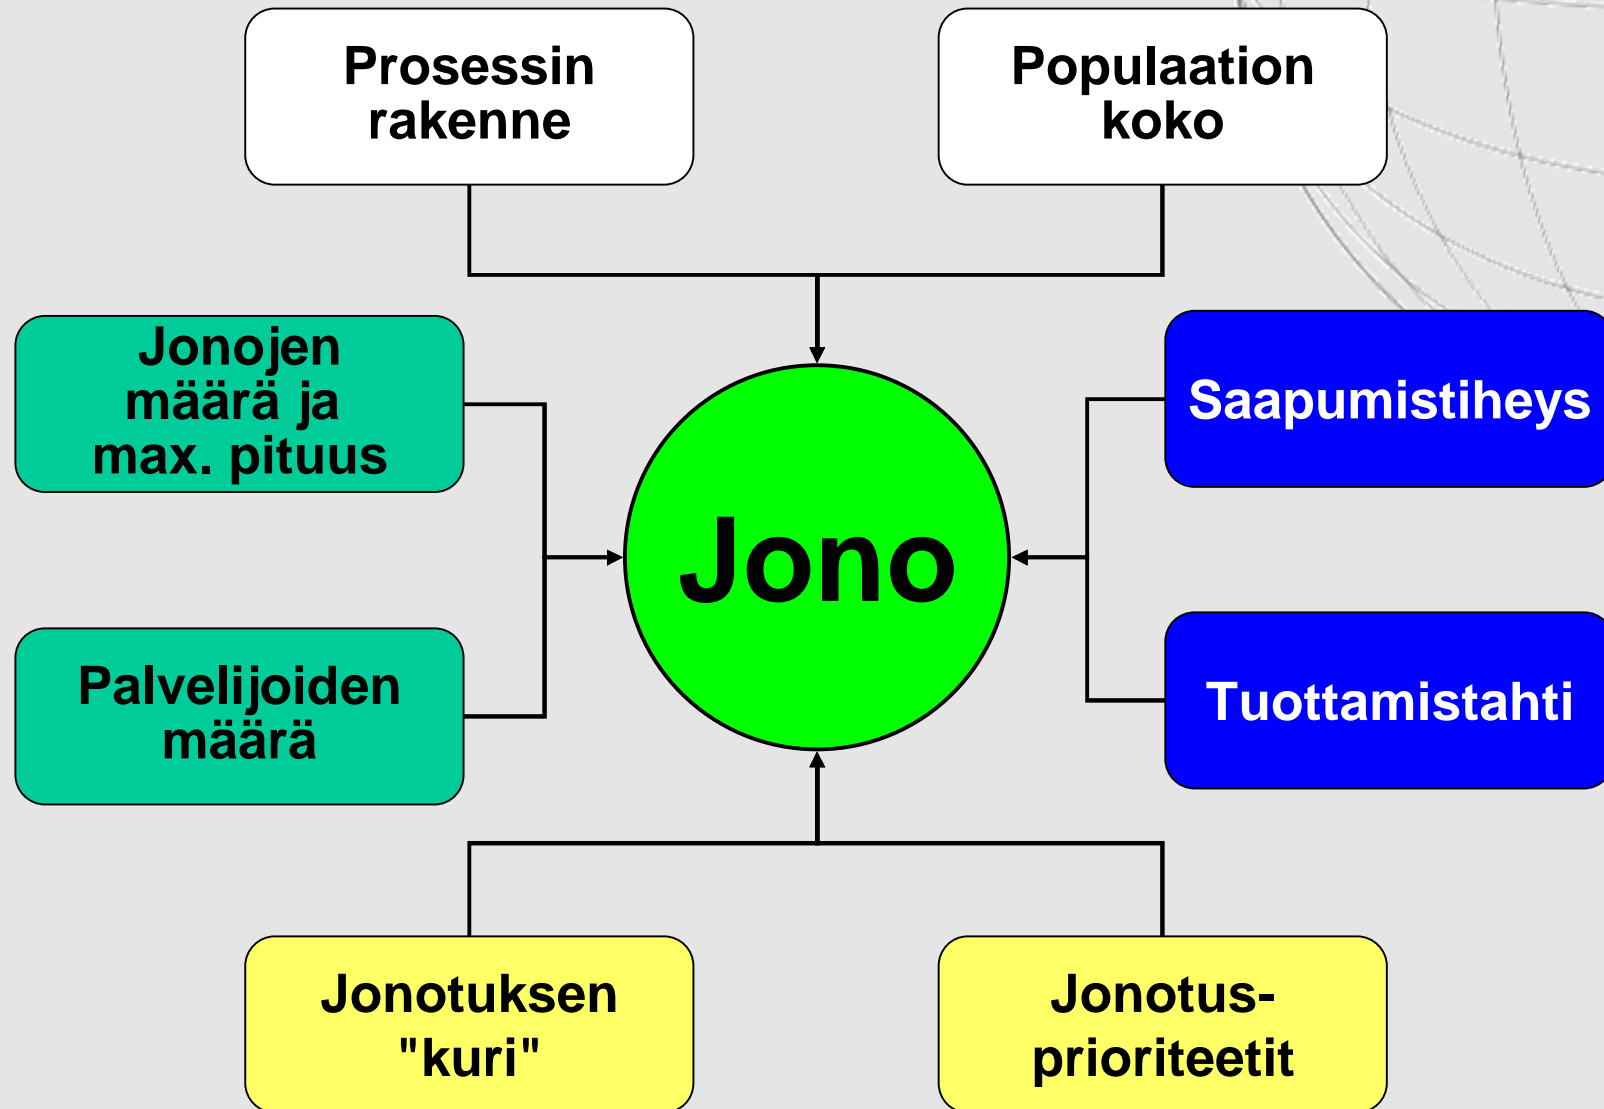 Prosessin
rakenne
Populaation
koko
Jonojen
määrä ja
max. pituus
Saapumistiheys
Jono
Palvelijoiden
määrä
Tuottamistahti
Jonotuksen
"kuri"
Jonotus-
prioriteetit